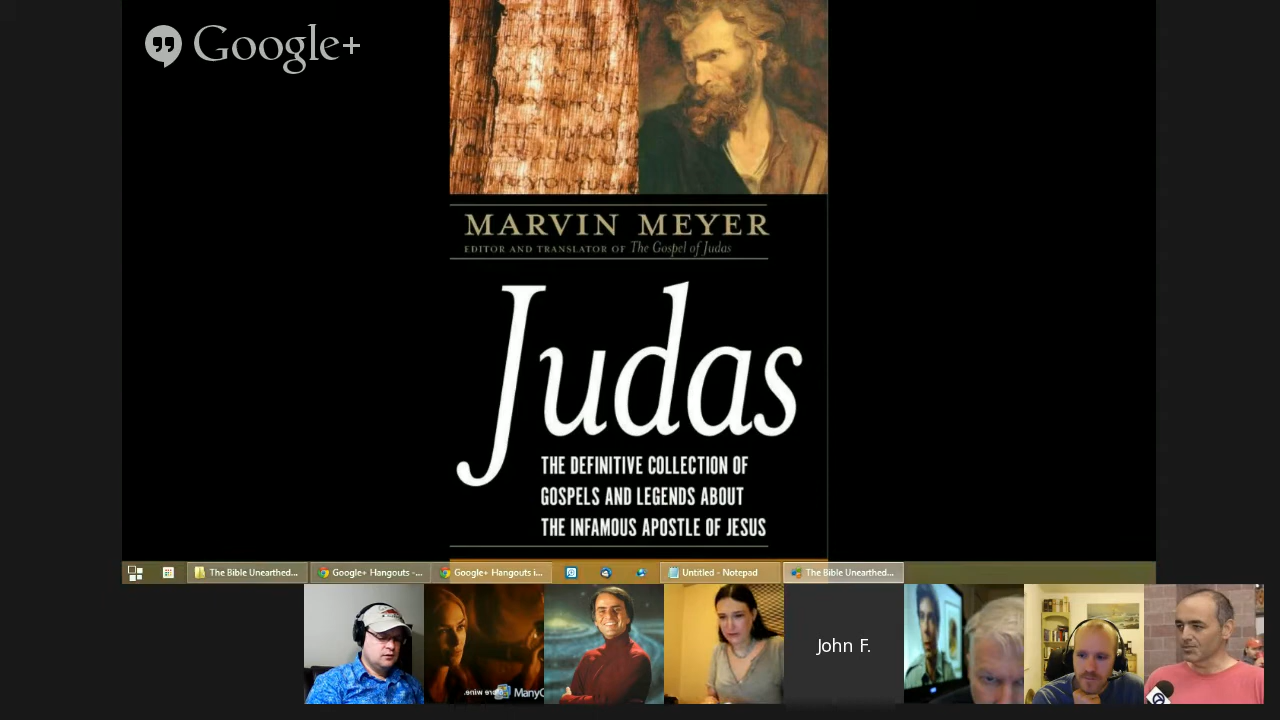 Google+
MARVIN MEYER
EDITOR AND TRANSLATOR OF The Gospel of Judas
Judas
THE DEFINITIVE COLLECTION OF
GOSPELS AND LEGENDS ABOUT
THE INFAMOUS APOSTLE OF JESUS
The Bible Unearthed... Google+ Hangouts -... Google+ Hangouts i... Untitled - Notepad The Bible Unearthed...
John F.